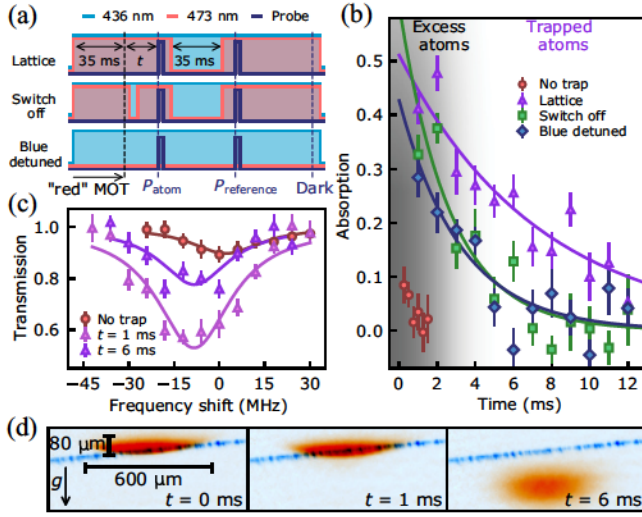 (a)
436 nm 473 nm Probe
Lattice
35 ms t 35 ms
Switch off
Blue detuned
"red" MOT P_atom P_reference Dark
(b)
Excess atoms
Trapped atoms
No trap
Lattice
Switch off
Blue detuned
Absorption
0.5
0.4
0.3
0.2
0.1
0.0
0 2 4 6 8 10 12
Time (ms)
(c)
Transmission
1.0
0.8
0.6
No trap
t = 1 ms
t = 6 ms
−45 −30 −15 0 15 30
Frequency shift (MHz)
(d)
80 μm
600 μm
g
t = 0 ms
t = 1 ms
t = 6 ms